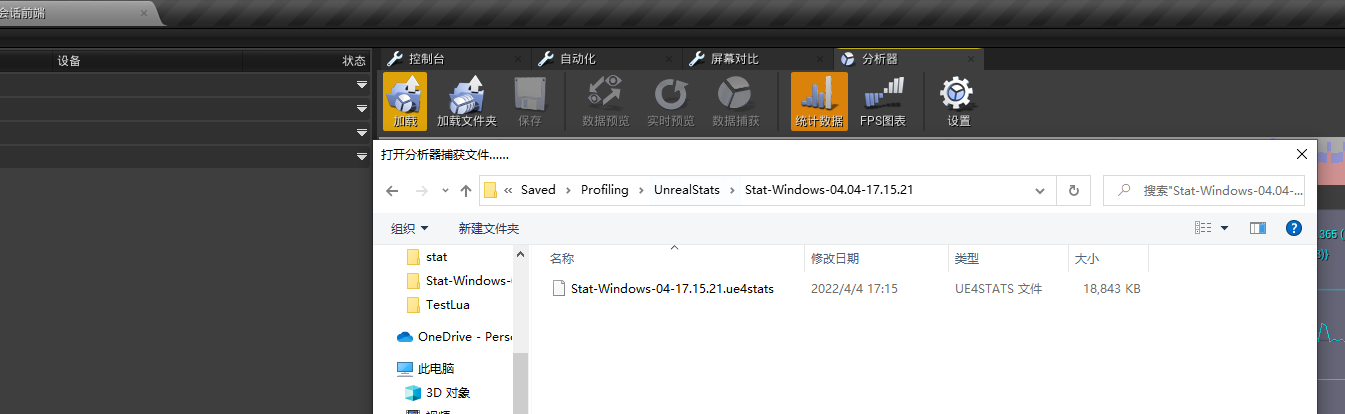 会话前端
设备 状态
控制台 自动化 屏幕对比 分析器
加载 加载文件夹 保存 数据预览 实时预览 数据捕获 统计数据 FPS图表 设置
打开分析器捕获文件......
« Saved > Profiling > UnrealStats > Stat-Windows-04.04-17.15.21
搜索"Stat-Windows-04.04-...
组织 新建文件夹
名称 修改日期 类型 大小
stat
Stat-Windows-
TestLua
OneDrive - Pers
此电脑
3D 对象
Stat-Windows-04-17.15.21.ue4stats 2022/4/4 17:15 UE4STATS 文件 18,843 KB
365 (
)}